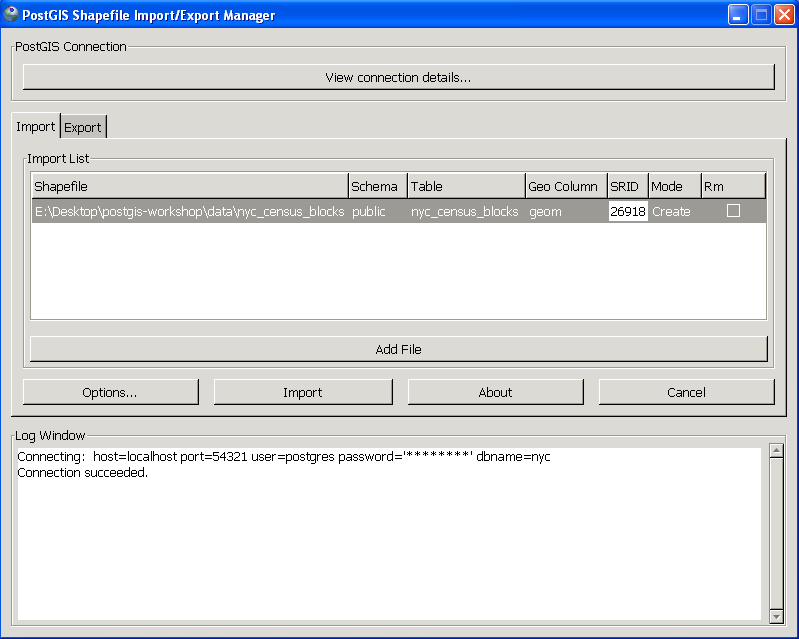 PostGIS Shapefile Import/Export Manager
PostGIS Connection
View connection details...
Import Export
Import List
Shapefile Schema Table Geo Column SRID Mode Rm
E:\Desktop\postgis-workshop\data\nyc_census_blocks public nyc_census_blocks geom 26918 Create
Add File
Options... Import About Cancel
Log Window
Connecting: host=localhost port=54321 user=postgres password='********' dbname=nyc
Connection succeeded.